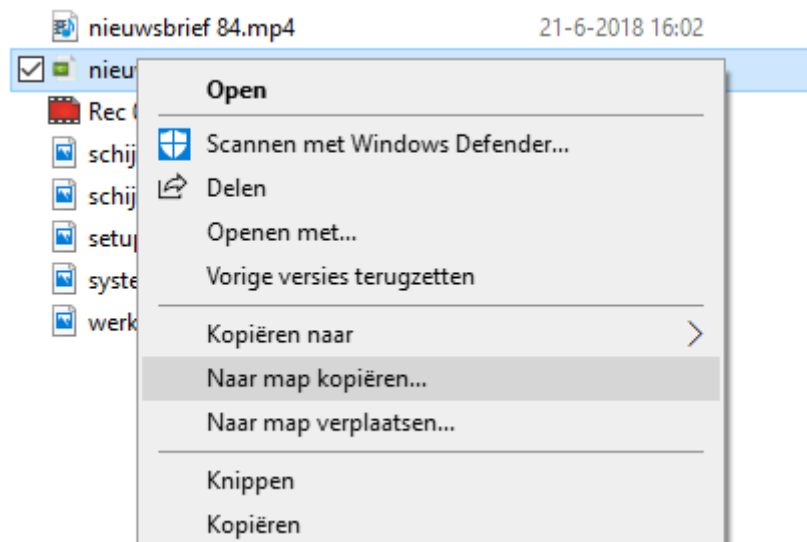 nieuwsbrief 84.mp4 21-6-2018 16:02
nieu
Open
Rec
Scannen met Windows Defender...
schij
Delen
schij
Openen met...
setup
Vorige versies terugzetten
syste
werk
Kopiëren naar
Naar map kopiëren...
Naar map verplaatsen...
Knippen
Kopiëren